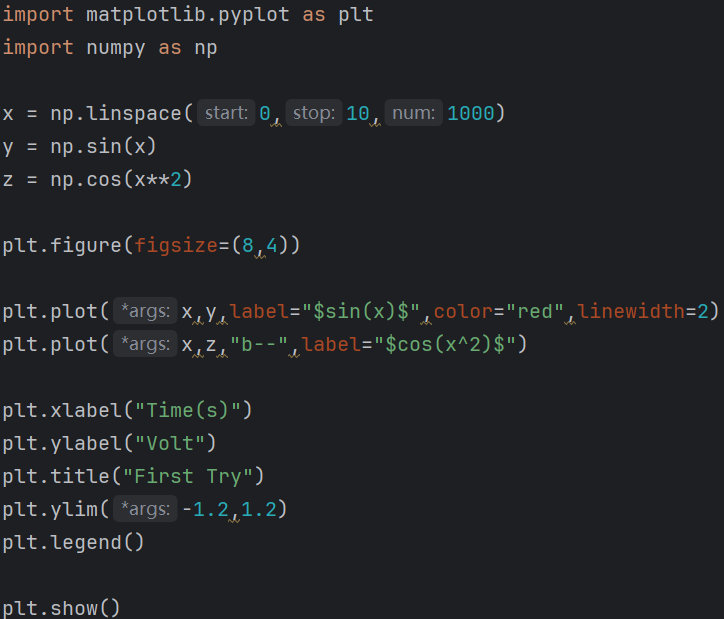 import matplotlib.pyplot as plt
import numpy as np
x = np.linspace( start: 0, stop: 10, num: 1000)
y = np.sin(x)
z = np.cos(x**2)
plt.figure(figsize=(8,4))
plt.plot( *args: x,y,label="$sin(x)$",color="red",linewidth=2)
plt.plot( *args: x,z,"b--",label="$cos(x^2)$")
plt.xlabel("Time(s)")
plt.ylabel("Volt")
plt.title("First Try")
plt.ylim( *args: -1.2,1.2)
plt.legend()
plt.show()